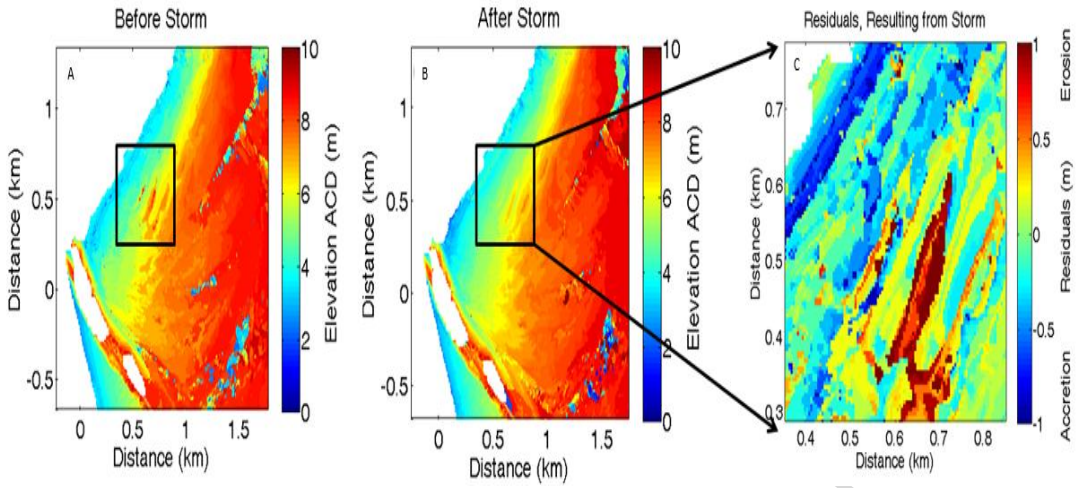 Before Storm
A
1
0.5
0
-0.5
Distance (km)
0
0.5
1
1.5
Distance (km)
10
8
6
4
2
0
Elevation ACD (m)
After Storm
B
1
0.5
0
-0.5
Distance (km)
0
0.5
1
1.5
Distance (km)
10
8
6
4
2
0
Elevation ACD (m)
Residuals, Resulting from Storm
C
0.7
0.6
0.5
0.4
0.3
Distance (km)
0.4
0.5
0.6
0.7
0.8
Distance (km)
1
0.5
0
-0.5
-1
Erosion
Residuals (m)
Accretion